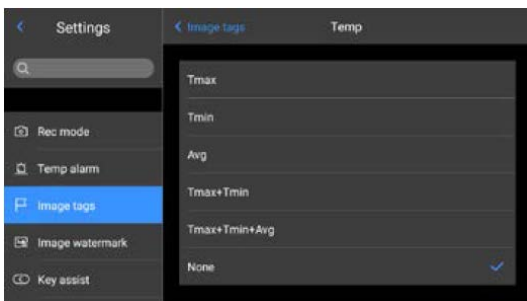 Settings
Rec mode
Temp alarm
Image tags
Image watermark
Key assist
Image tags
Temp
Tmax
Tmin
Avg
Tmax+Tmin
Tmax+Tmin+Avg
None